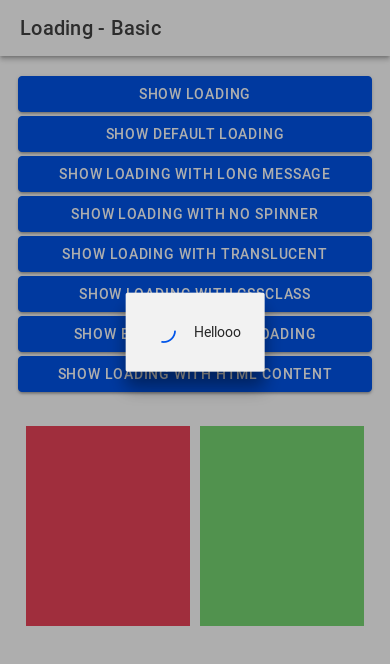 Loading - Basic
SHOW LOADING
SHOW DEFAULT LOADING
SHOW LOADING WITH LONG MESSAGE
SHOW LOADING WITH NO SPINNER
SHOW LOADING WITH TRANSLUCENT
SHOW LOADING WITH CSSCLASS
SHOW LOADING
Hellooo
SHOW LOADING WITH HTML CONTENT